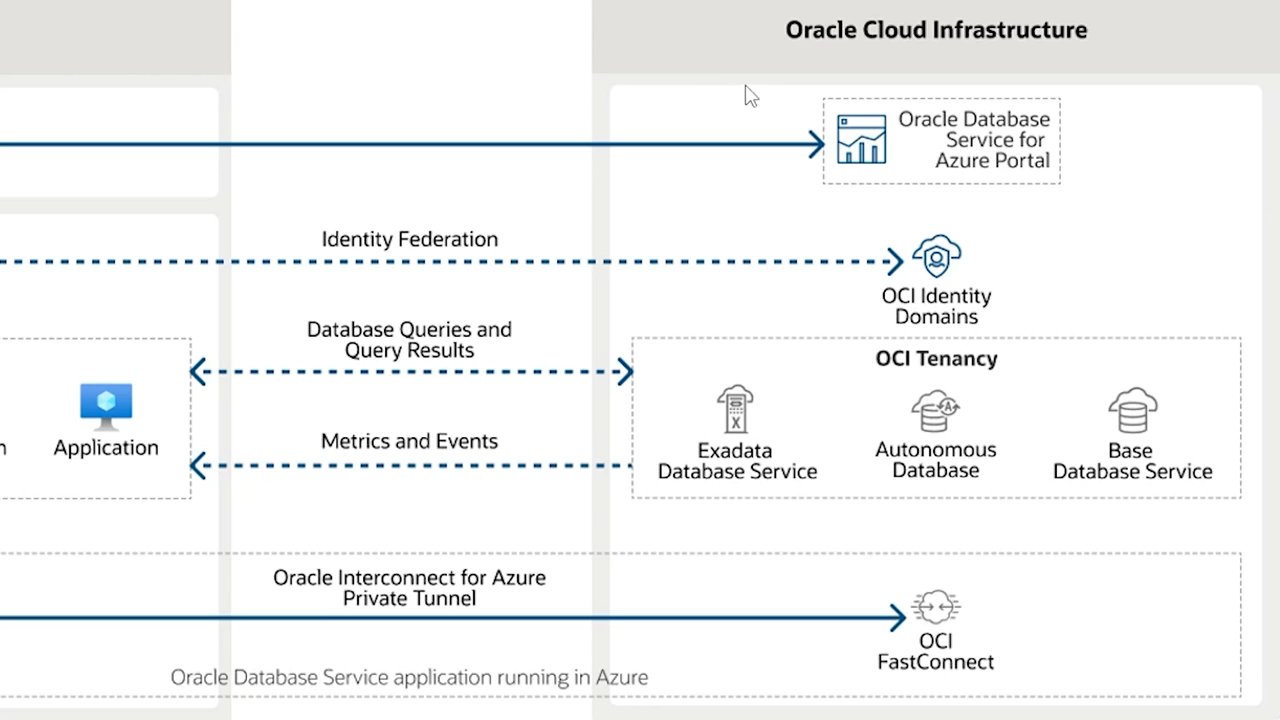 Oracle Cloud Infrastructure
Oracle Database
Service for
Azure Portal
Identity Federation
OCI Identity
Domains
Database Queries and
Query Results
OCI Tenancy
Application
Metrics and Events
Exadata
Database Service
Autonomous
Database
Base
Database Service
Oracle Interconnect for Azure
Private Tunnel
OCI
FastConnect
Oracle Database Service application running in Azure